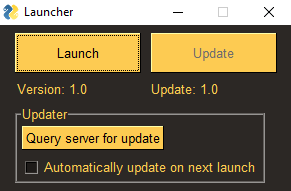 Launcher
Launch Update
Version: 1.0 Update: 1.0
Updater
Query server for update
Automatically update on next launch